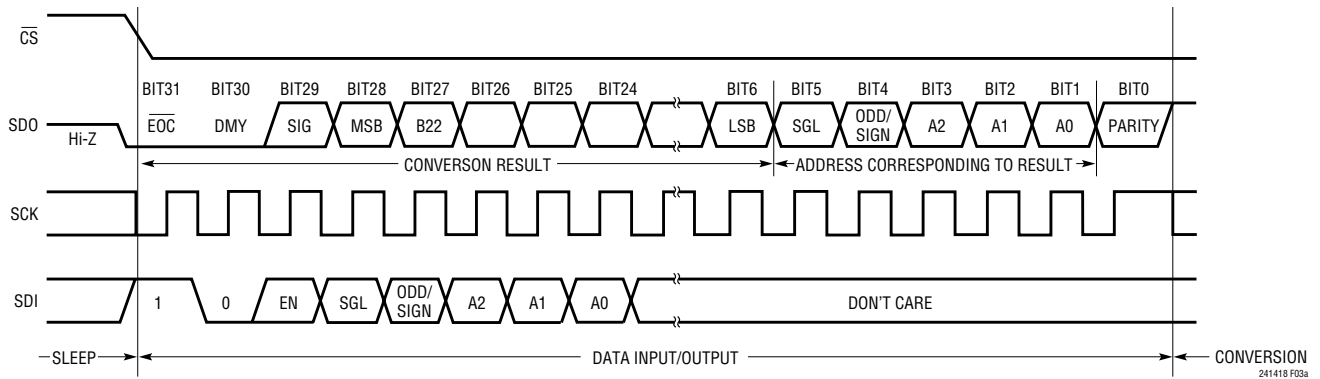 CS
BIT31 BIT30 BIT29 BIT28 BIT27 BIT26 BIT25 BIT24 BIT6 BIT5 BIT4 BIT3 BIT2 BIT1 BIT0
SDO Hi-Z EOC DMY SIG MSB B22 LSB SGL ODD/ SIGN A2 A1 A0 PARITY
CONVERSON RESULT ADDRESS CORRESPONDING TO RESULT
SCK
SDI 1 0 EN SGL ODD/ SIGN A2 A1 A0 DON'T CARE
SLEEP DATA INPUT/OUTPUT CONVERSION
241418 F03a